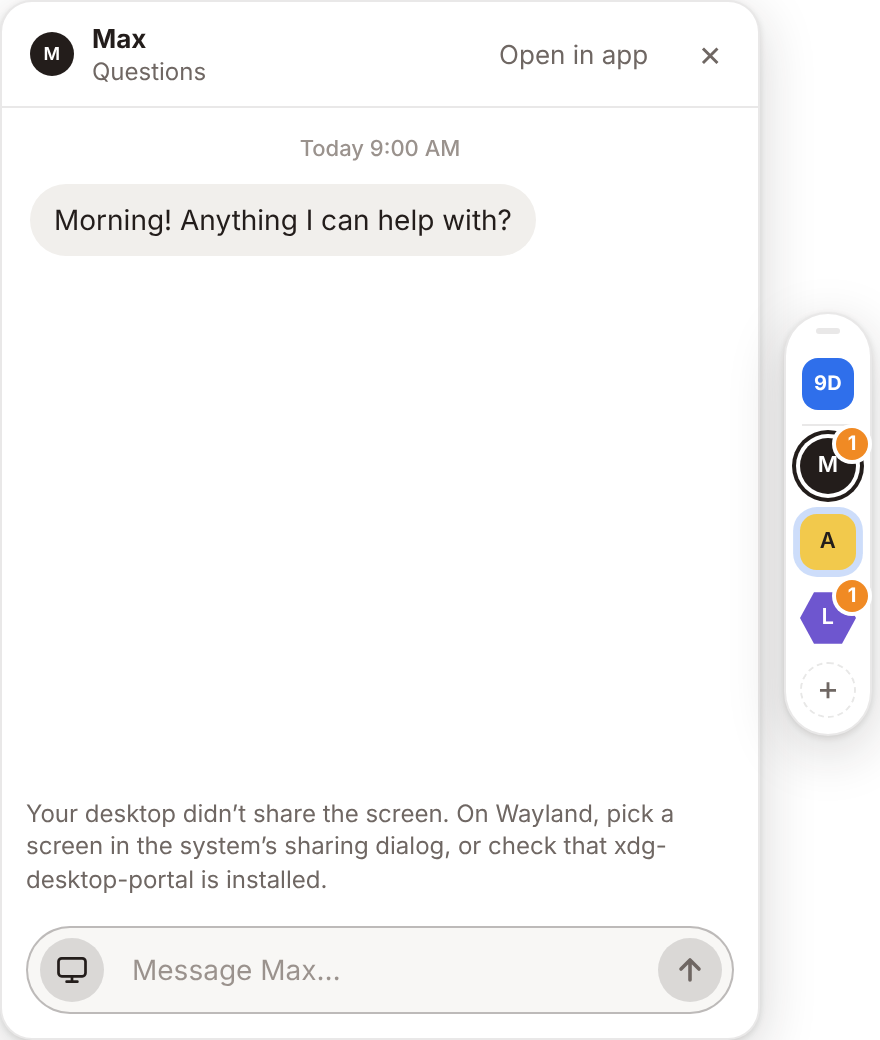 M
Max
Questions
Open in app
Today 9:00 AM
Morning! Anything I can help with?
9D
M
1
A
L
1
Your desktop didn’t share the screen. On Wayland, pick a
screen in the system’s sharing dialog, or check that xdg-
desktop-portal is installed.
Message Max...